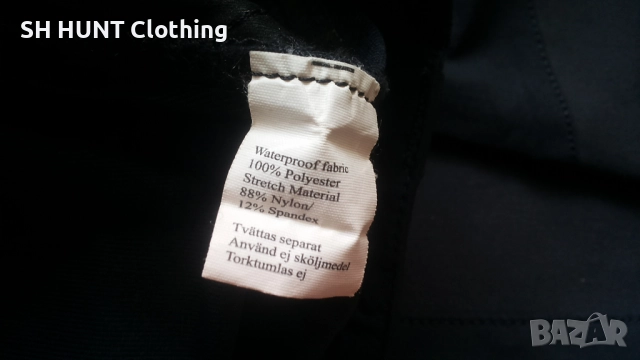 SH HUNT Clothing
Waterproof fabric
100% Polyester
Stretch Material
88% Nylon/
12% Spandex
Tvättas separat
Använd ej sköljmedel
Torktumlas ej
BAZAR